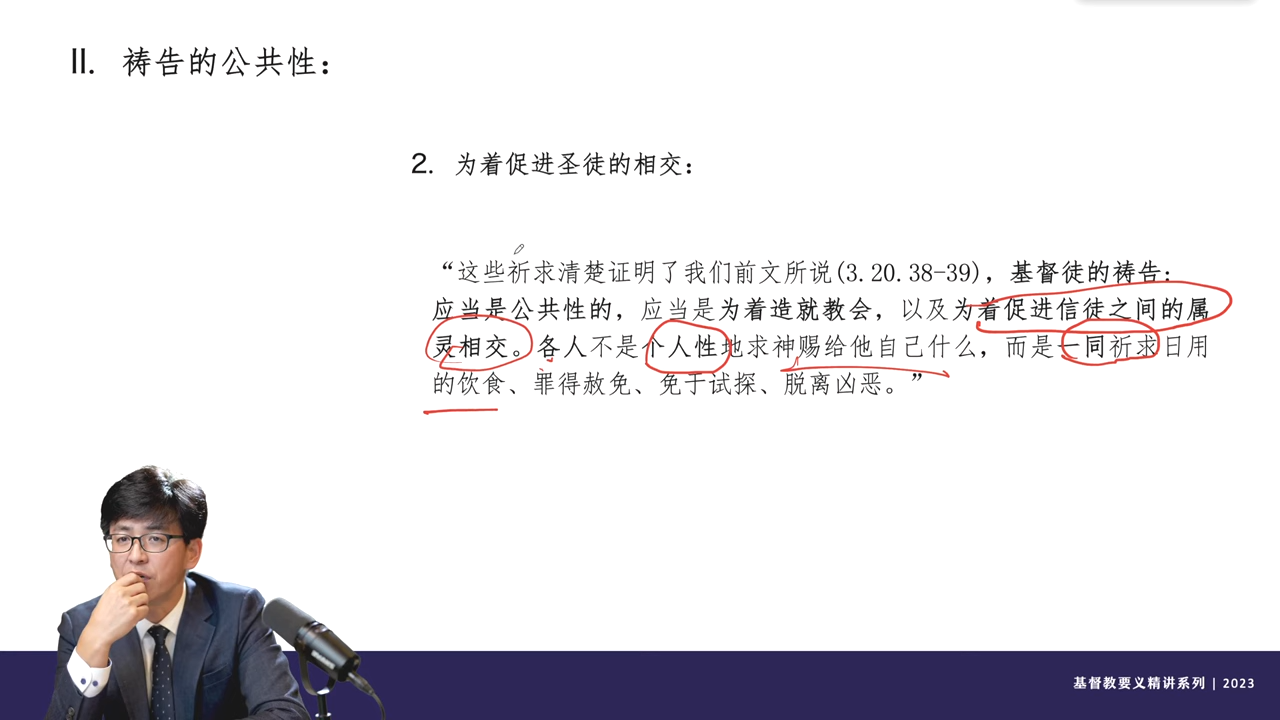 II. 祷告的公共性：
2. 为着促进圣徒的相交：
“这些祈求清楚证明了我们前文所说(3.20.38-39)，基督徒的祷告：
应当是公共性的，应当是为着造就教会，以及为着促进信徒之间的属
灵相交。各人不是个人性地求神赐给他自己什么，而是一同祈求日用
的饮食、罪得赦免、免于试探、脱离凶恶。”
基督教要义精讲系列 | 2023